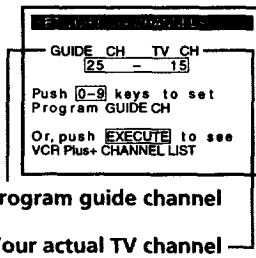 GUIDE CH TV CH
25 – 15
Push 0-9 keys to set
Program GUIDE CH
Or, push EXECUTE to see
VCR Plus+ CHANNEL LIST
rogram guide channel
our actual TV channel